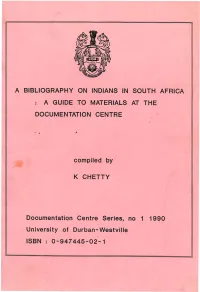 A BIBLIOGRAPHY ON INDIANS IN SOUTH AFRICA
: A GUIDE TO MATERIALS AT THE
DOCUMENTATION CENTRE
compiled by
K CHETTY
Documentation Centre Series, no 1 1990
University of Durban-Westville
ISBN : 0-947445-02-1